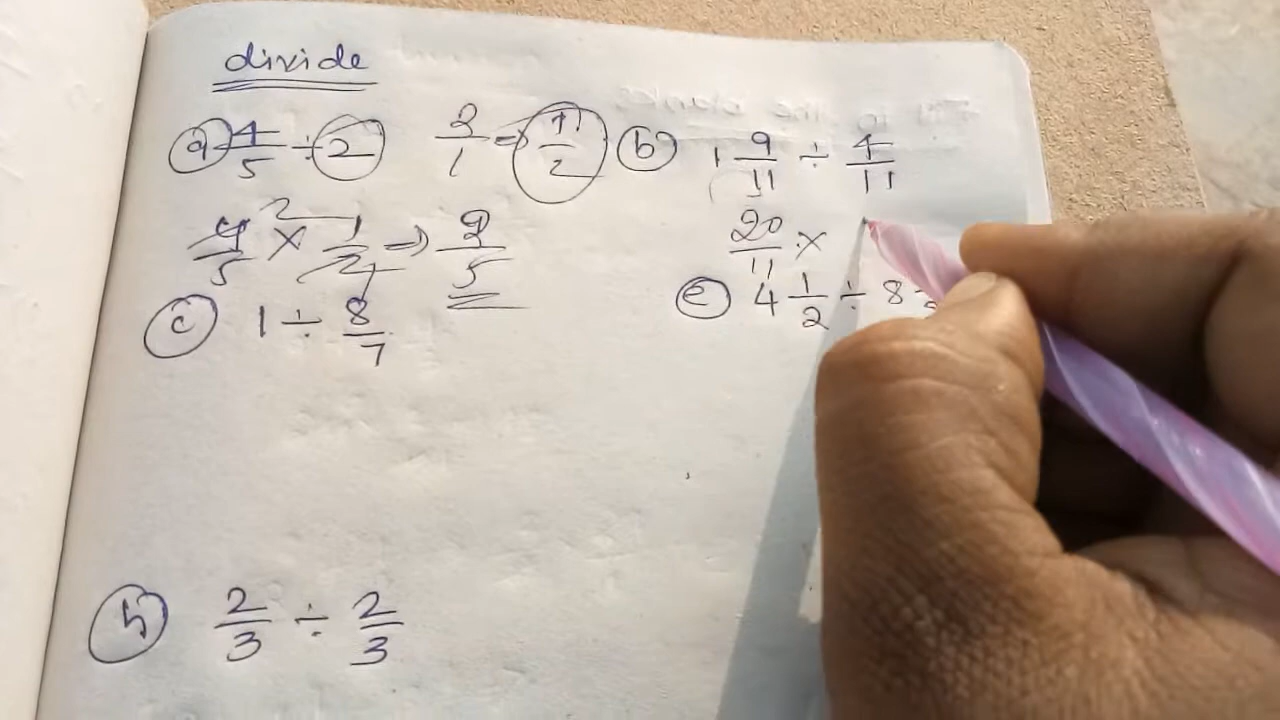 divide
a) 4/5 ÷ 2 2/1 ⇒ 1/2
4/5 × 1/2 ⇒ 2/5
b) 1 9/11 ÷ 4/11
20/11 ×
c) 1 ÷ 8/7
e) 4 1/2 ÷ 8
h) 2/3 ÷ 2/3